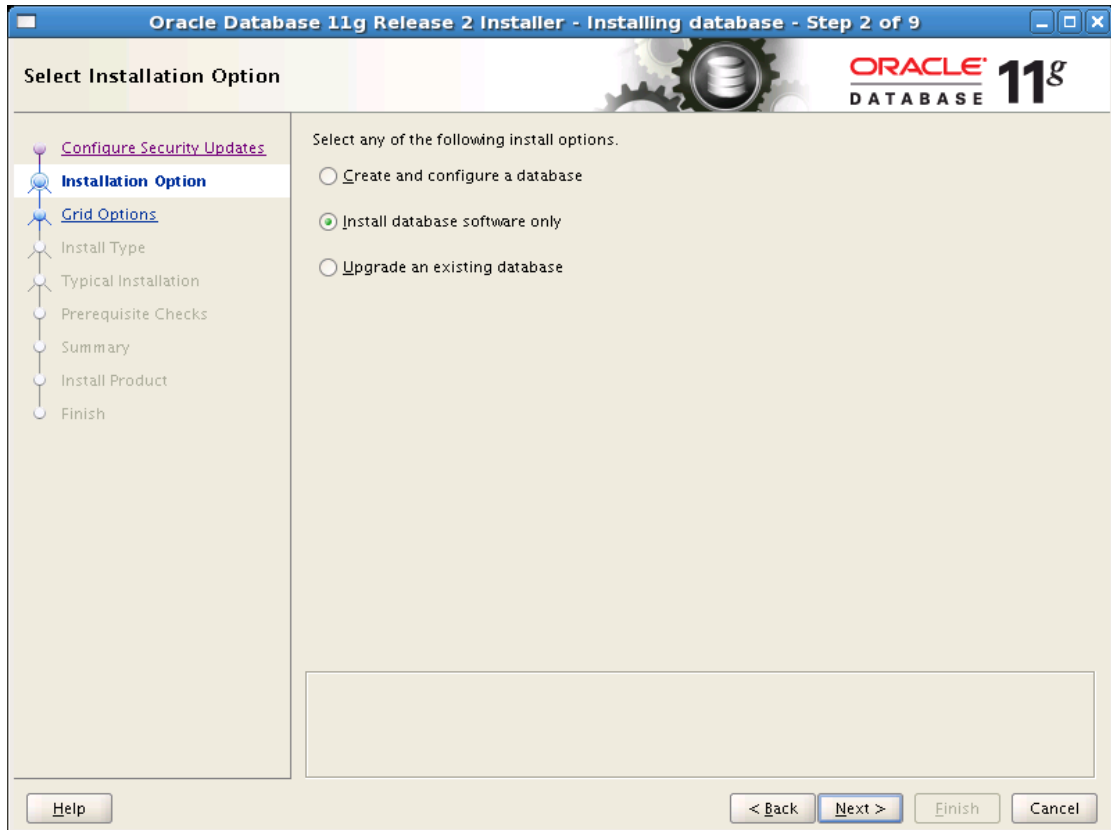 Oracle Database 11g Release 2 Installer - Installing database - Step 2 of 9
Select Installation Option
ORACLE
DATABASE
11g
Configure Security Updates
Installation Option
Grid Options
Install Type
Typical Installation
Prerequisite Checks
Summary
Install Product
Finish
Select any of the following install options.
Create and configure a database
Install database software only
Upgrade an existing database
Help
< Back
Next >
Finish
Cancel